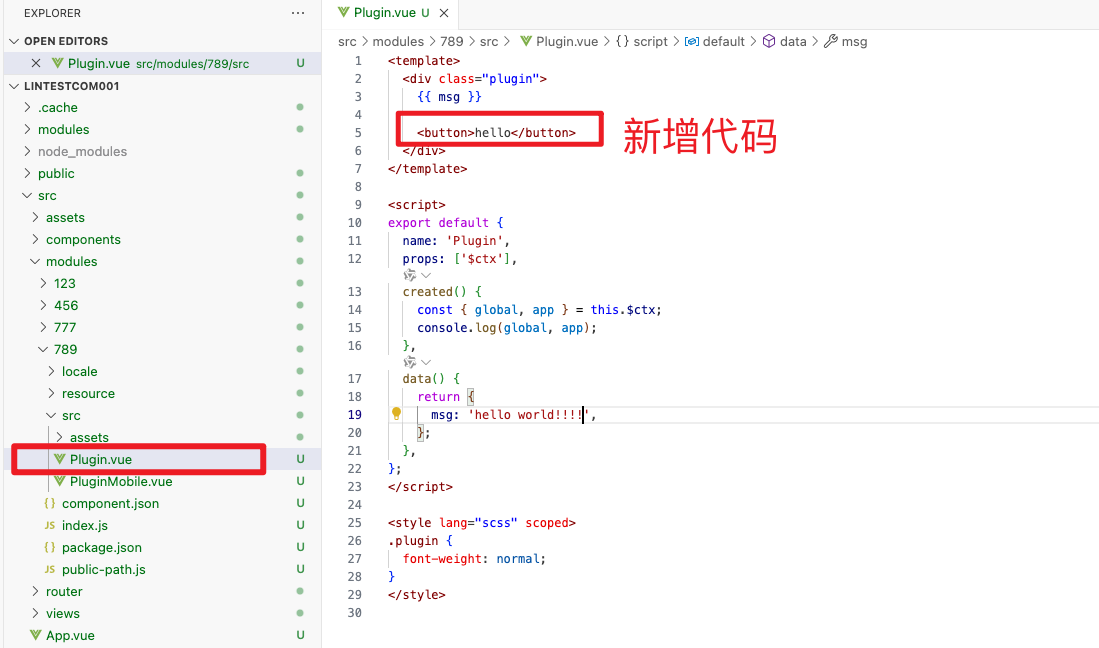 EXPLORER
···
OPEN EDITORS
Plugin.vue src/modules/789/src U
LINTESTCOM001
.cache
modules
node_modules
public
src
assets
components
modules
123
456
777
789
locale
resource
src
assets
Plugin.vue U
PluginMobile.vue U
component.json U
index.js U
package.json U
public-path.js U
router
views
App.vue U
Plugin.vue U
src > modules > 789 > src > Plugin.vue > {} script > default > data > msg
1 <template>
2 <div class="plugin">
3 {{ msg }}
4
5 <button>hello</button>
新增代码
6 </div>
7 </template>
8
9 <script>
10 export default {
11 name: 'Plugin',
12 props: ['$ctx'],
13 created() {
14 const { global, app } = this.$ctx;
15 console.log(global, app);
16 },
17 data() {
18 return {
19 msg: 'hello world!!!!',
20 };
21 },
22 };
23 </script>
24
25 <style lang="scss" scoped>
26 .plugin {
27 font-weight: normal;
28 }
29 </style>
30